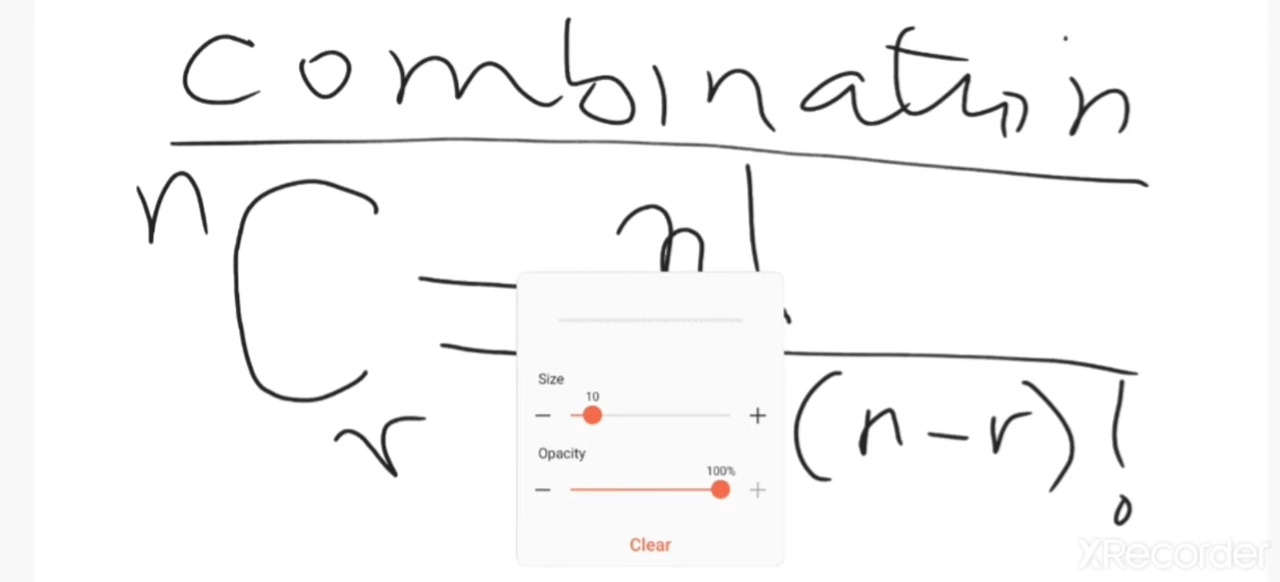 combination
nCr = n!
(n-r)!
Size
10
Opacity
100%
Clear
XRecorder